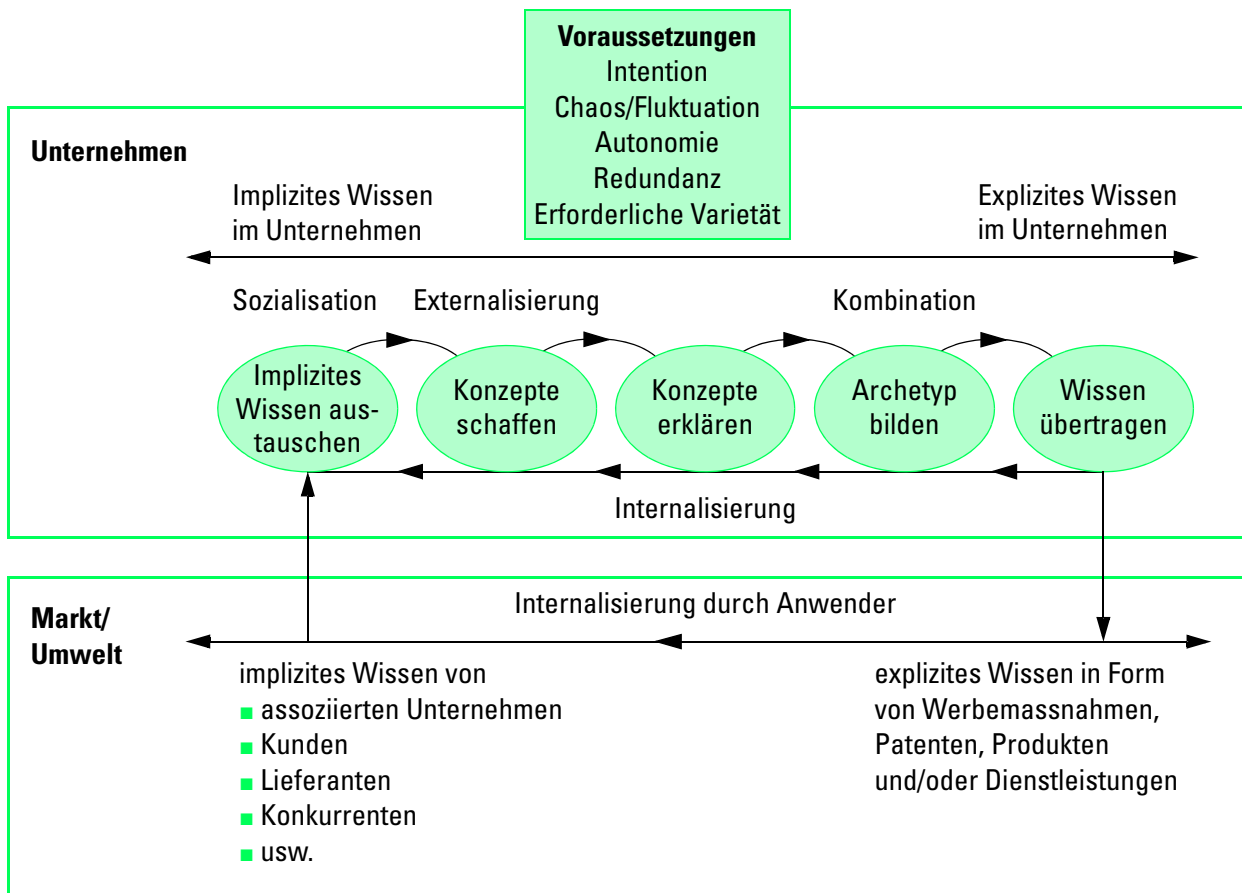 Voraussetzungen
Intention
Chaos/Fluktuation
Autonomie
Redundanz
Erforderliche Varietät
Unternehmen
Implizites Wissen
im Unternehmen
Explizites Wissen
im Unternehmen
Sozialisation
Externalisierung
Kombination
Implizites
Wissen aus-
tauschen
Konzepte
schaffen
Konzepte
erklären
Archetyp
bilden
Wissen
übertragen
Internalisierung
Markt/
Umwelt
Internalisierung durch Anwender
implizites Wissen von
■ assoziierten Unternehmen
■ Kunden
■ Lieferanten
■ Konkurrenten
■ usw.
explizites Wissen in Form
von Werbemassnahmen,
Patenten, Produkten
und/oder Dienstleistungen